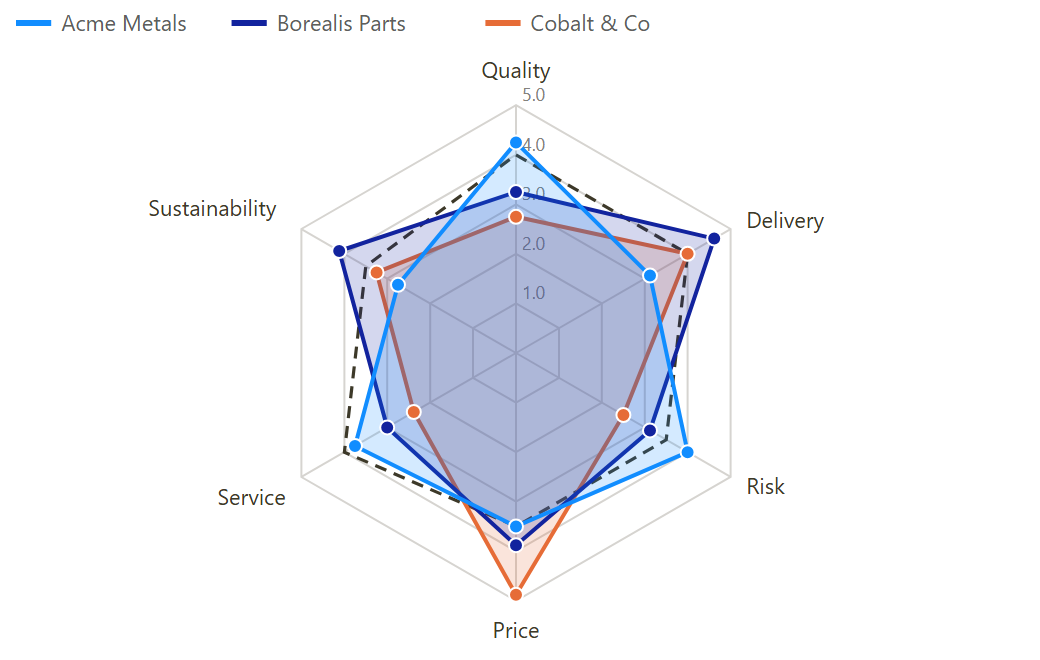 Acme Metals Borealis Parts Cobalt & Co
Quality
5.0
4.0
3.0
2.0
1.0
Sustainability
Delivery
Service
Risk
Price